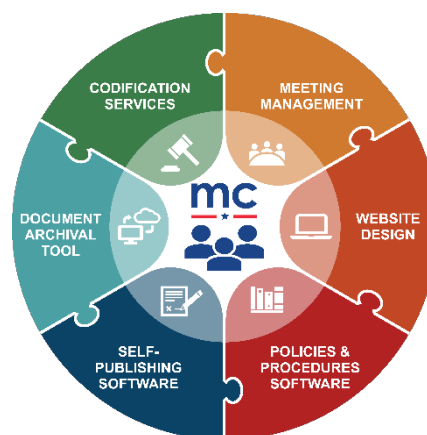 CODIFICATION
SERVICES
MEETING
MANAGEMENT
DOCUMENT
ARCHIVAL
TOOL
mc
WEBSITE
DESIGN
SELF-
PUBLISHING
SOFTWARE
POLICIES &
PROCEDURES
SOFTWARE